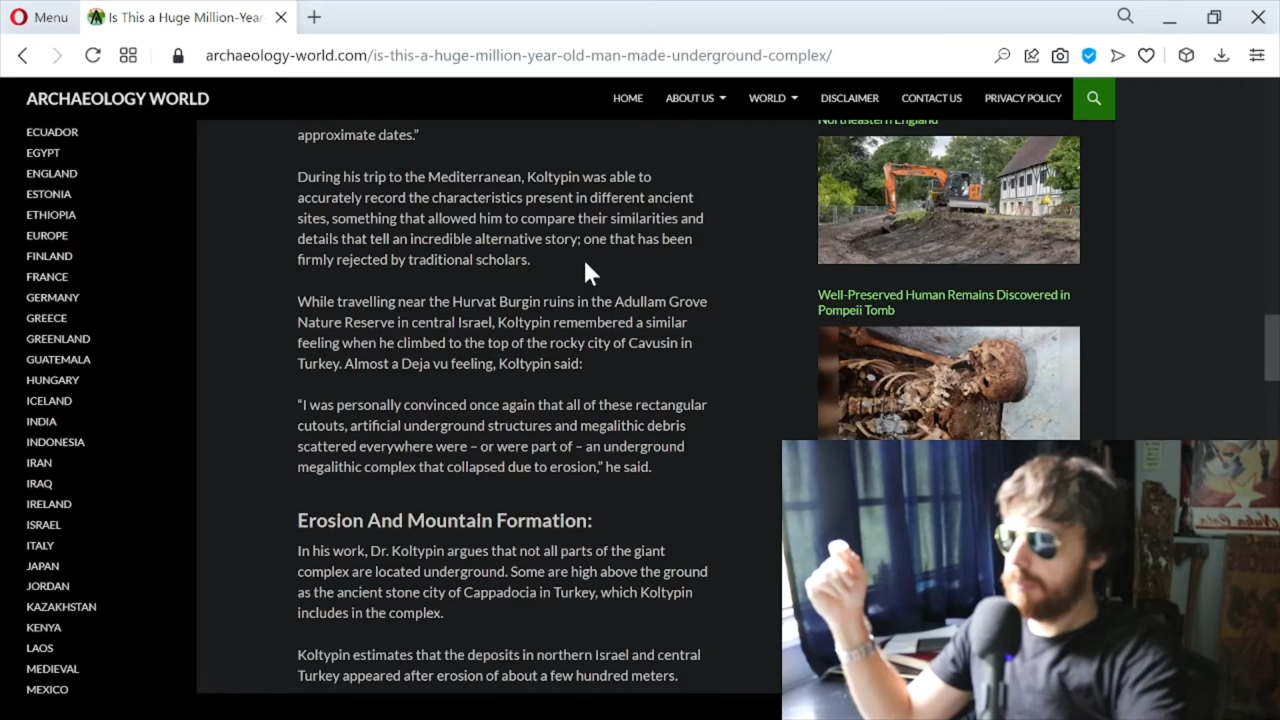 Menu
Is This a Huge Million-Year
archaeology-world.com/is-this-a-huge-million-year-old-man-made-underground-complex/
ARCHAEOLOGY WORLD
HOME
ABOUT US
WORLD
DISCLAIMER
CONTACT US
PRIVACY POLICY
ECUADOR
EGYPT
ENGLAND
ESTONIA
ETHIOPIA
EUROPE
FINLAND
FRANCE
GERMANY
GREECE
GREENLAND
GUATEMALA
HUNGARY
ICELAND
INDIA
INDONESIA
IRAN
IRAQ
IRELAND
ISRAEL
ITALY
JAPAN
JORDAN
KAZAKHSTAN
KENYA
LAOS
MEDIEVAL
MEXICO
approximate dates.”
During his trip to the Mediterranean, Koltypin was able to
accurately record the characteristics present in different ancient
sites, something that allowed him to compare their similarities and
details that tell an incredible alternative story; one that has been
firmly rejected by traditional scholars.
While travelling near the Hurvat Burgin ruins in the Adullam Grove
Nature Reserve in central Israel, Koltypin remembered a similar
feeling when he climbed to the top of the rocky city of Cavusin in
Turkey. Almost a Deja vu feeling, Koltypin said:
“I was personally convinced once again that all of these rectangular
cutouts, artificial underground structures and megalithic debris
scattered everywhere were – or were part of – an underground
megalithic complex that collapsed due to erosion,” he said.
Erosion And Mountain Formation:
In his work, Dr. Koltypin argues that not all parts of the giant
complex are located underground. Some are high above the ground
as the ancient stone city of Cappadocia in Turkey, which Koltypin
includes in the complex.
Koltypin estimates that the deposits in northern Israel and central
Turkey appeared after erosion of about a few hundred meters.
Northeastern England
Well-Preserved Human Remains Discovered in
Pompeii Tomb
Nuka Cola